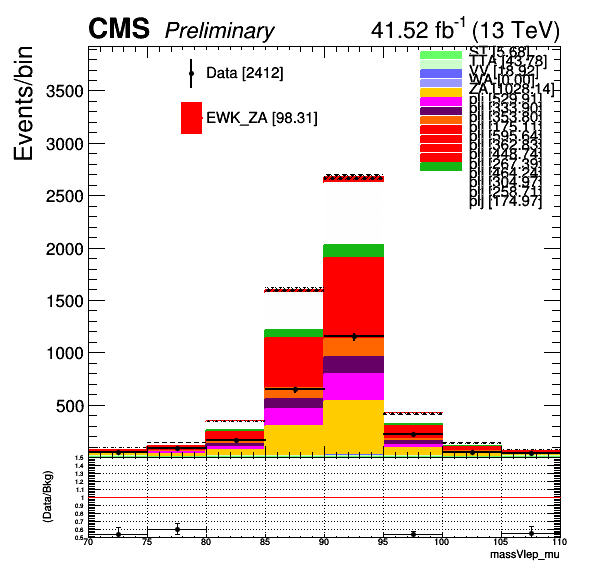 CMS Preliminary 41.52 fb⁻¹ (13 TeV)
Events/bin
3500
3000
2500
2000
1500
1000
500
Data [2412]
EWK_ZA [98.31]
ST [5.68]
TTA [43.78]
VV [18.92]
WA [0.00]
ZA [1028.14]
plj [529.91]
plj [333.90]
plj [353.80]
plj [175.11]
plj [595.64]
plj [362.83]
plj [448.74]
plj [267.39]
plj [464.24]
plj [304.97]
plj [258.71]
plj [174.97]
(Data/Bkg)
1.5
1.4
1.3
1.2
1.1
1
0.9
0.8
0.7
0.6
0.5
70 75 80 85 90 95 100 105 110
massVlep_mu